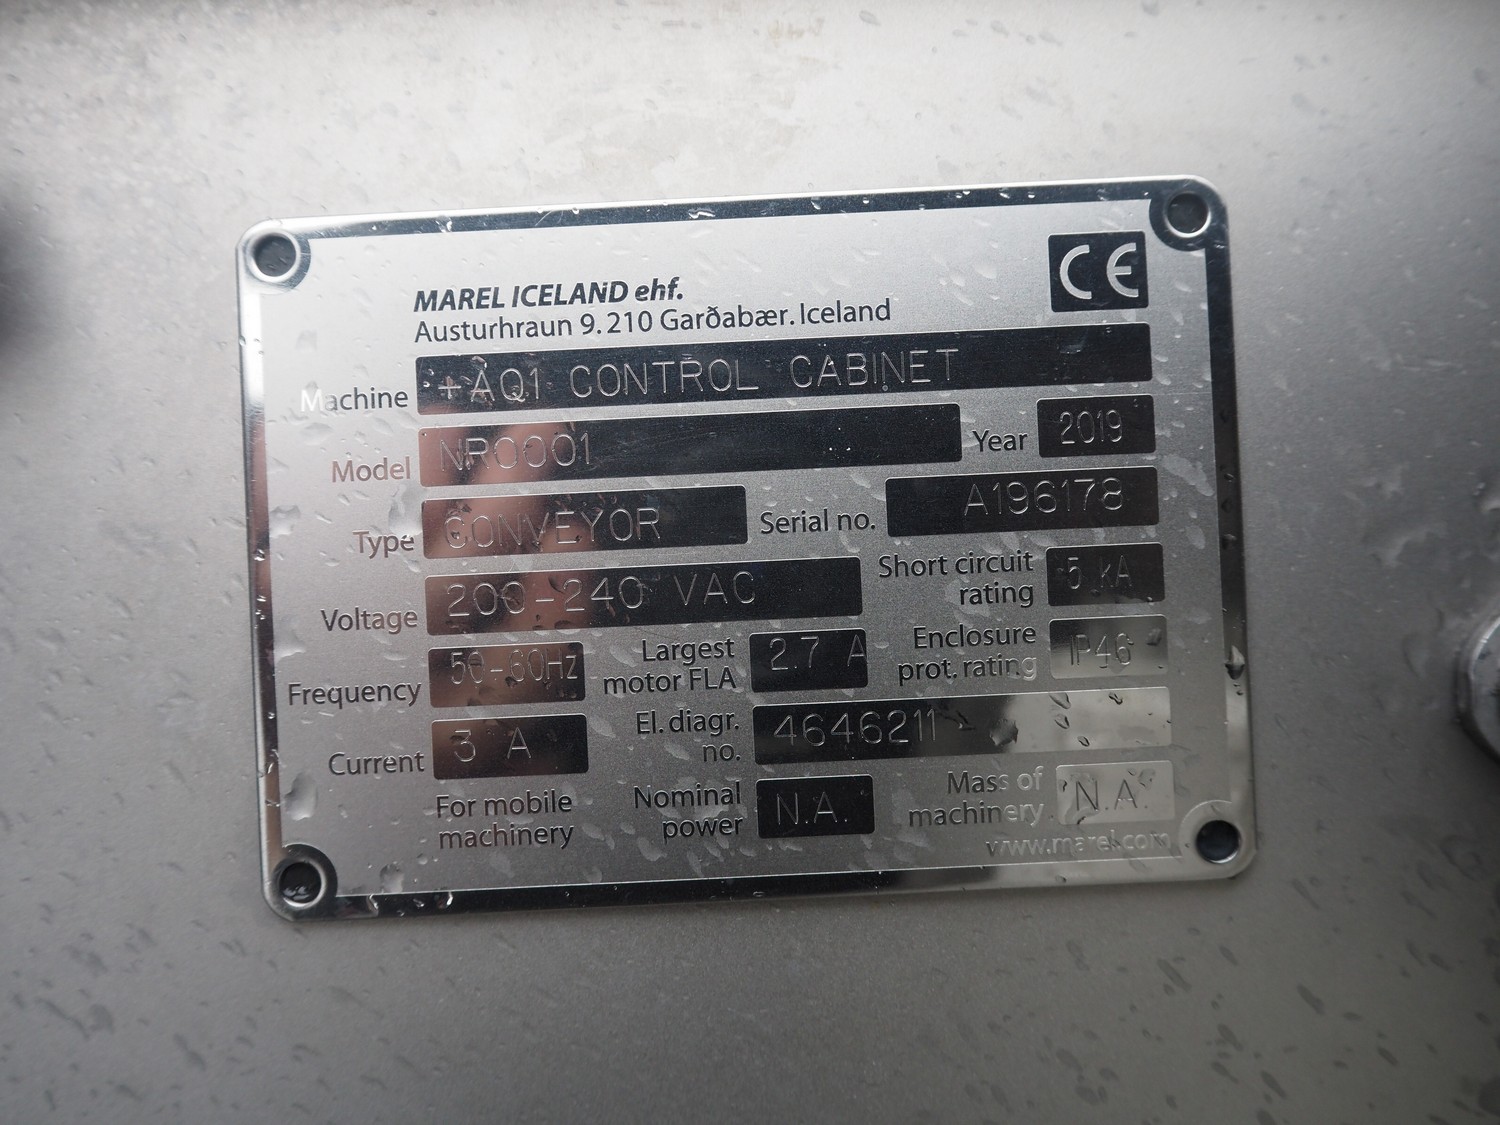 CE
MAREL ICELAND ehf.
Austurhraun 9. 210 Garðabær. Iceland
Machine +AQ1 CONTROL CABINET
Model NR0001 Year 2019
Type CONVEYOR Serial no. A196178
Voltage 200-240 VAC Short circuit rating 5 kA
Frequency 50-60Hz Largest motor FLA 2.7 A Enclosure prot. rating IP46
Current 3 A El. diagr. no. 4646211
For mobile machinery Nominal power N.A. Mass of machinery N.A.
www.marel.com